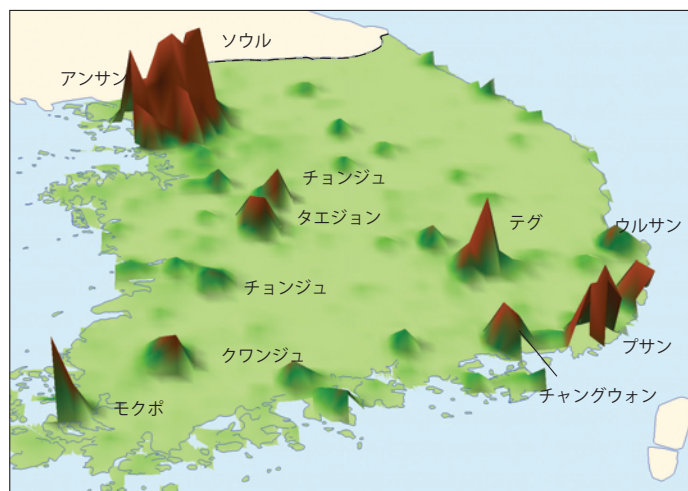 ソウル
アンサン
チョンジュ
タエジョン
テグ
ウルサン
チョンジュ
プサン
クワンジュ
チャングウォン
モクポ